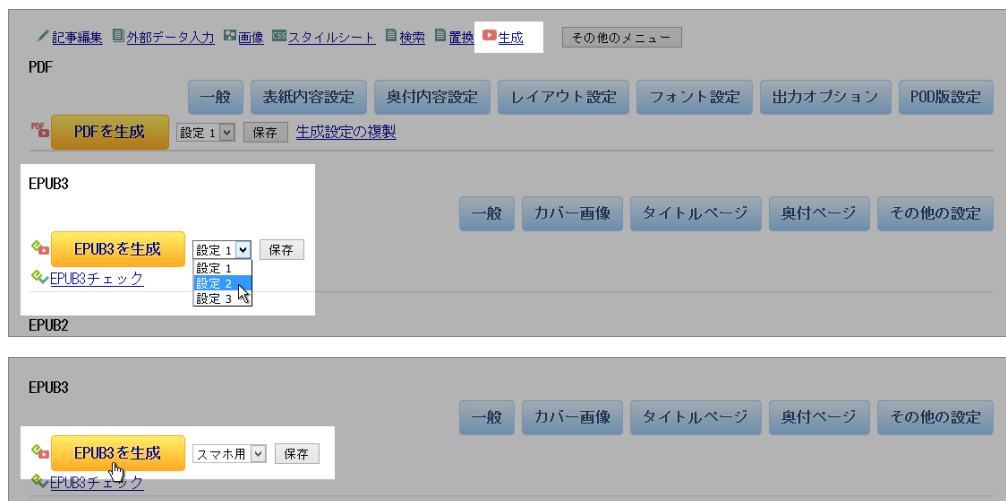 記事編集 外部データ入力 画像 CSS スタイルシート 検索 置換 生成 その他のメニュー
PDF
一般 表紙内容設定 奥付内容設定 レイアウト設定 フォント設定 出力オプション POD版設定
PDF PDFを生成 設定 1 保存 生成設定の複製
EPUB3
一般 カバー画像 タイトルページ 奥付ページ その他の設定
EPUB3を生成 設定 1 保存
設定 1
EPUB3チェック
設定 2
設定 3
EPUB2
EPUB3
一般 カバー画像 タイトルページ 奥付ページ その他の設定
EPUB3を生成 スマホ用 保存
EPUB3チェック